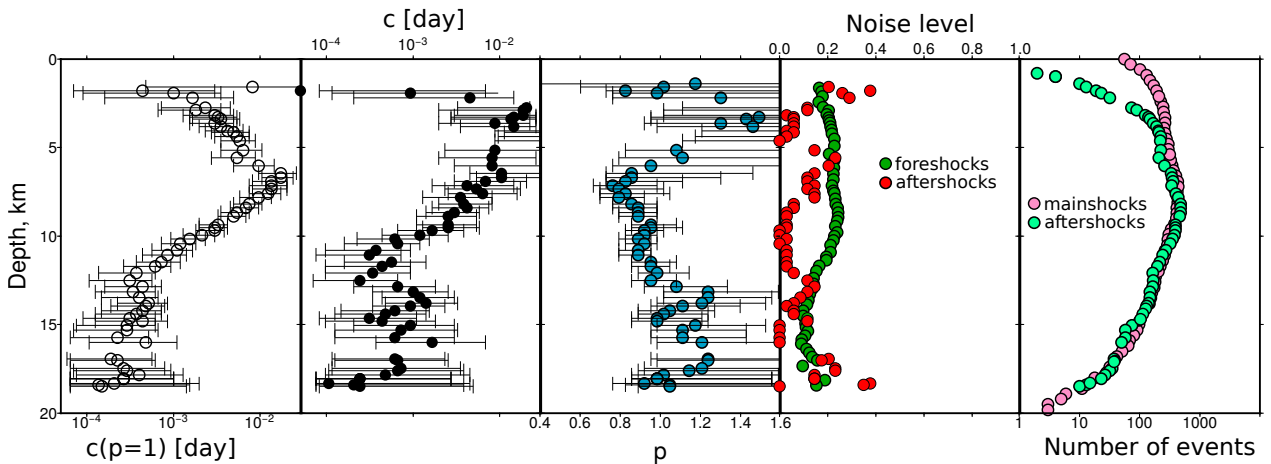 c [day]
Noise level
10⁻⁴ 10⁻³ 10⁻² 0.0 0.2 0.4 0.6 0.8 1.0
0
5
10
15
20
Depth, km
foreshocks
aftershocks
mainshocks
aftershocks
10⁻⁴ 10⁻³ 10⁻² 0.4 0.6 0.8 1.0 1.2 1.4 1.6 10 100 1000
c(p=1) [day]
p
Number of events